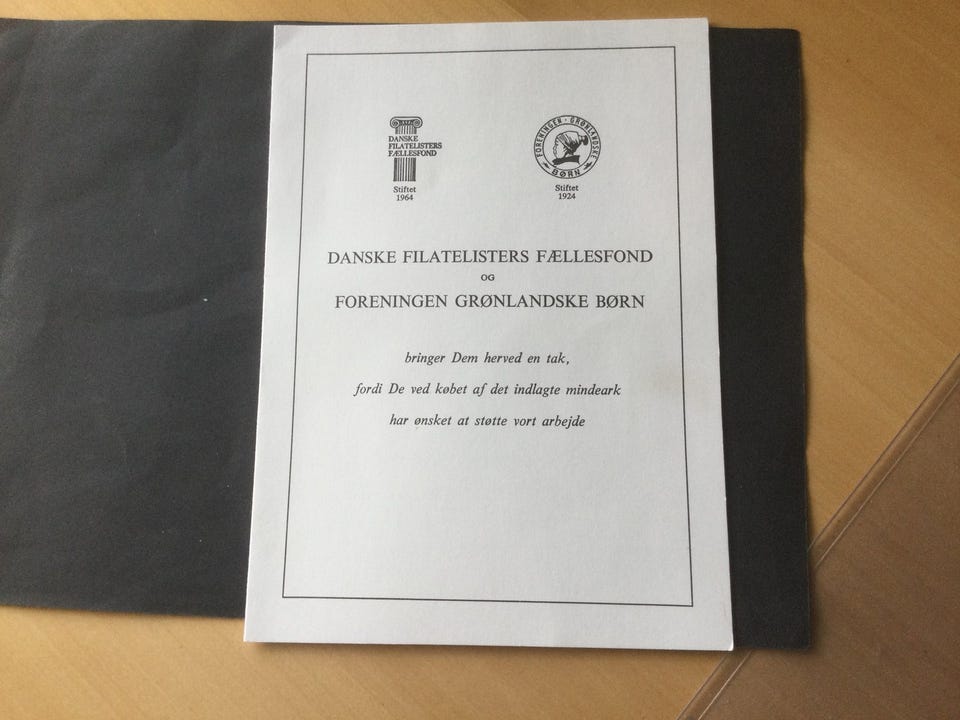 DANSKE
FILATELISTERS
FÆLLESFOND
Stiftet
1964
FORENINGEN · GRØNLANDSKE
BØRN
Stiftet
1924
DANSKE FILATELISTERS FÆLLESFOND
OG
FORENINGEN GRØNLANDSKE BØRN
bringer Dem herved en tak,
fordi De ved købet af det indlagte mindeark
har ønsket at støtte vort arbejde